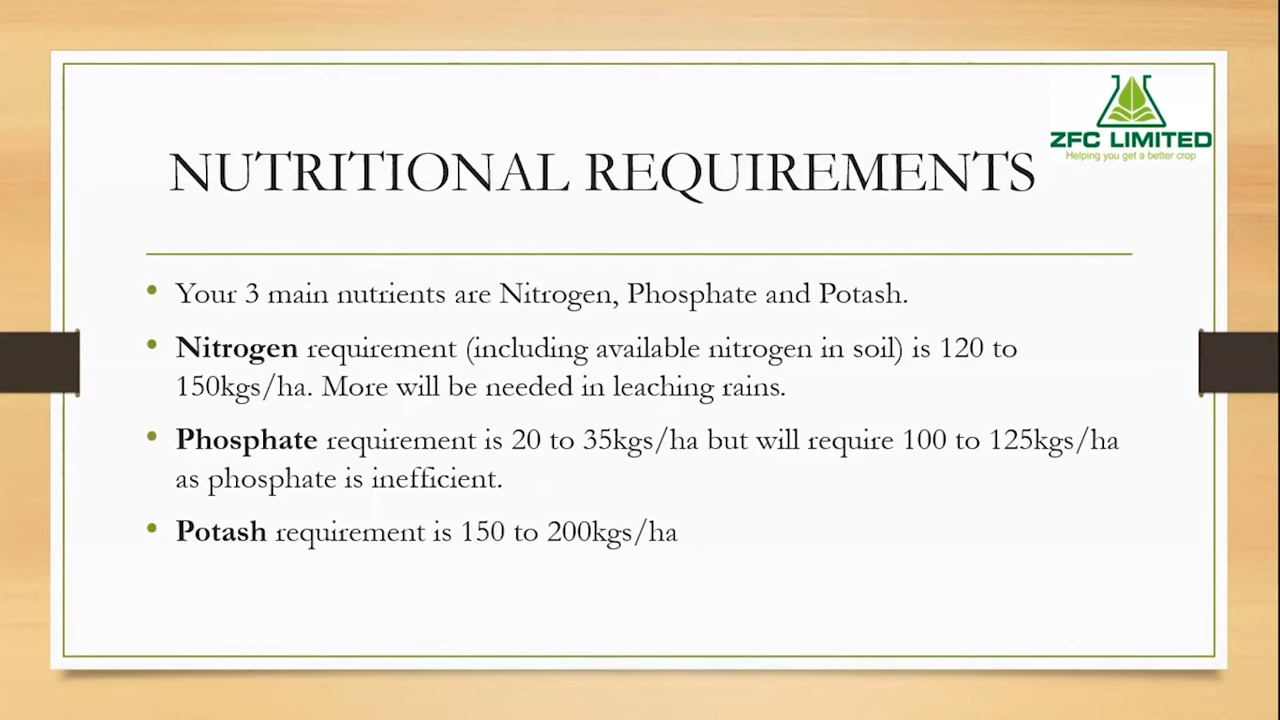 ZFC LIMITED
Helping you get a better crop
NUTRITIONAL REQUIREMENTS
• Your 3 main nutrients are Nitrogen, Phosphate and Potash.
• Nitrogen requirement (including available nitrogen in soil) is 120 to
150kgs/ha. More will be needed in leaching rains.
• Phosphate requirement is 20 to 35kgs/ha but will require 100 to 125kgs/ha
as phosphate is inefficient.
• Potash requirement is 150 to 200kgs/ha